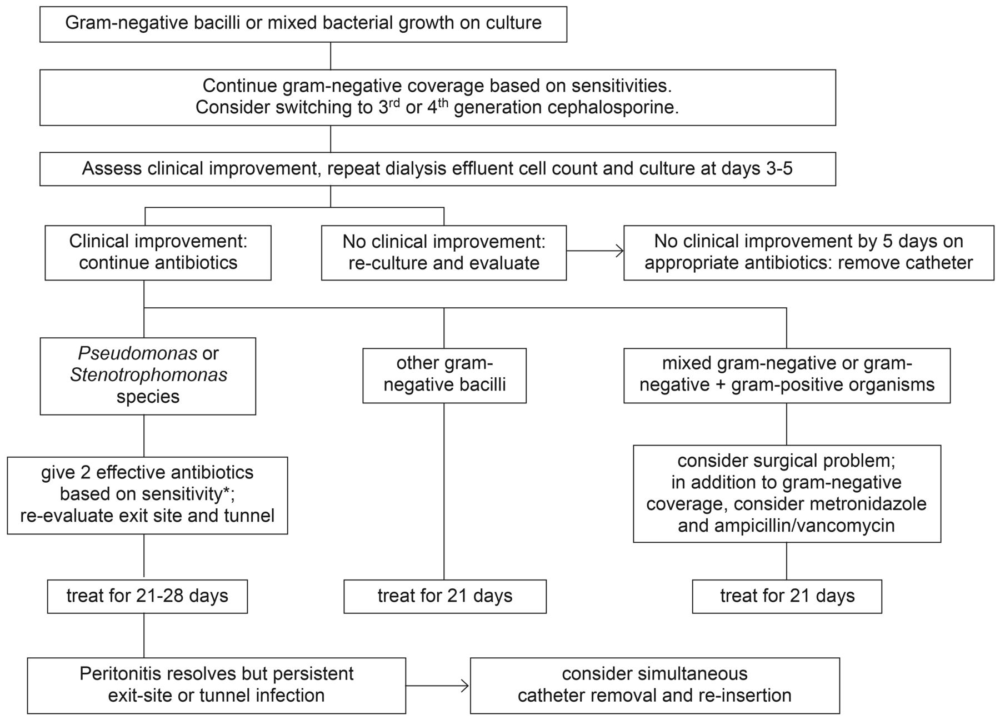 Gram-negative bacilli or mixed bacterial growth on culture
Continue gram-negative coverage based on sensitivities.
Consider switching to 3rd or 4th generation cephalosporine.
Assess clinical improvement, repeat dialysis effluent cell count and culture at days 3-5
Clinical improvement:
continue antibiotics
No clinical improvement:
re-culture and evaluate
No clinical improvement by 5 days on
appropriate antibiotics: remove catheter
Pseudomonas or
Stenotrophomonas
species
other gram-
negative bacilli
mixed gram-negative or gram-
negative + gram-positive organisms
give 2 effective antibiotics
based on sensitivity*;
re-evaluate exit site and tunnel
consider surgical problem;
in addition to gram-negative
coverage, consider metronidazole
and ampicillin/vancomycin
treat for 21-28 days
treat for 21 days
treat for 21 days
Peritonitis resolves but persistent
exit-site or tunnel infection
consider simultaneous
catheter removal and re-insertion